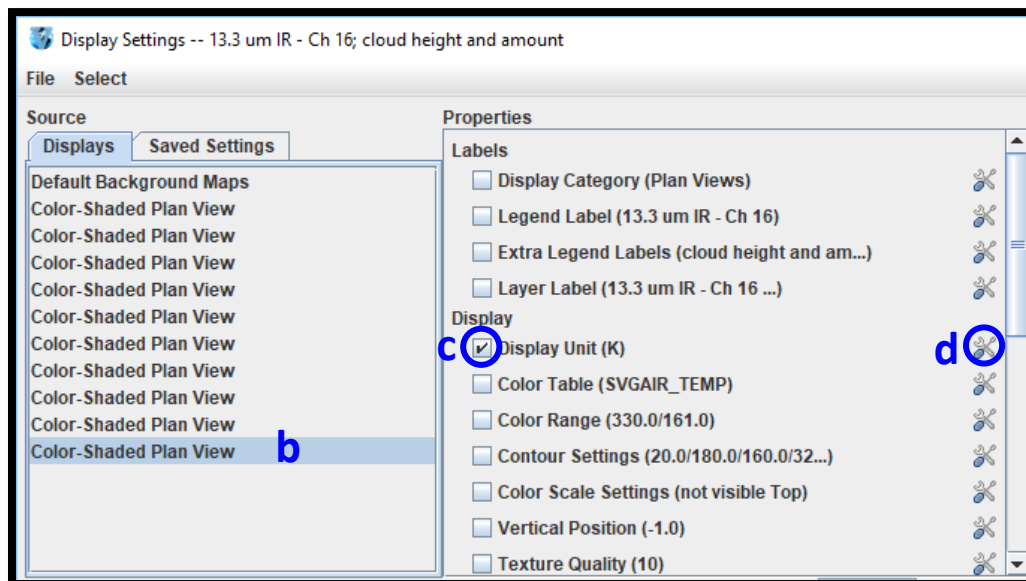 Display Settings -- 13.3 um IR - Ch 16; cloud height and amount
File Select
Source
Displays Saved Settings
Default Background Maps
Color-Shaded Plan View
Color-Shaded Plan View
Color-Shaded Plan View
Color-Shaded Plan View
Color-Shaded Plan View
Color-Shaded Plan View
Color-Shaded Plan View
Color-Shaded Plan View
Color-Shaded Plan View
Color-Shaded Plan View b
Properties
Labels
Display Category (Plan Views)
Legend Label (13.3 um IR - Ch 16)
Extra Legend Labels (cloud height and am...)
Layer Label (13.3 um IR - Ch 16 ...)
Display
c Display Unit (K) d
Color Table (SVGAIR_TEMP)
Color Range (330.0/161.0)
Contour Settings (20.0/180.0/160.0/32...)
Color Scale Settings (not visible Top)
Vertical Position (-1.0)
Texture Quality (10)